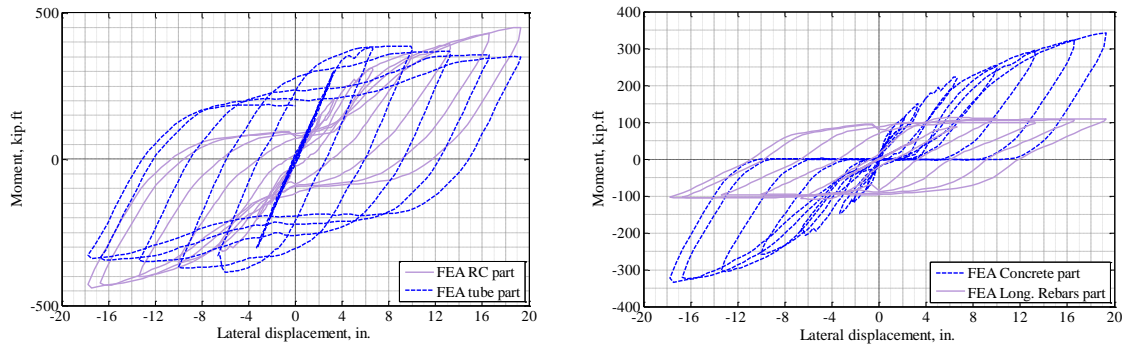 500
0
-500
Moment, kip.ft
-20 -16 -12 -8 -4 0 4 8 12 16 20
Lateral displacement, in.
FEA RC part
FEA tube part
400
300
200
100
0
-100
-200
-300
-400
Moment, kip.ft
-20 -16 -12 -8 -4 0 4 8 12 16 20
Lateral displacement, in.
FEA Concrete part
FEA Long. Rebars part